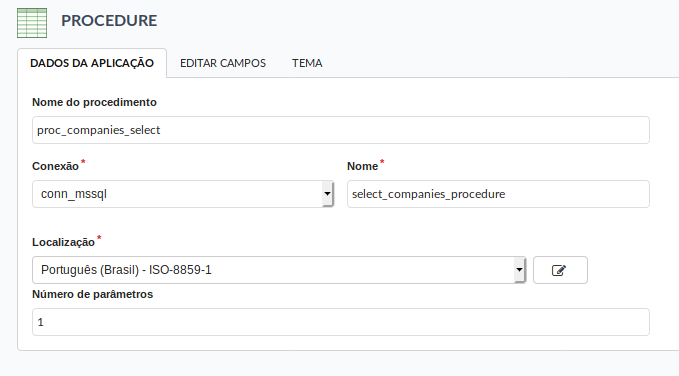 PROCEDURE
DADOS DA APLICAÇÃO EDITAR CAMPOS TEMA
Nome do procedimento
proc_companies_select
Conexão * Nome *
conn_mssql select_companies_procedure
Localização *
Português (Brasil) - ISO-8859-1
Número de parâmetros
1